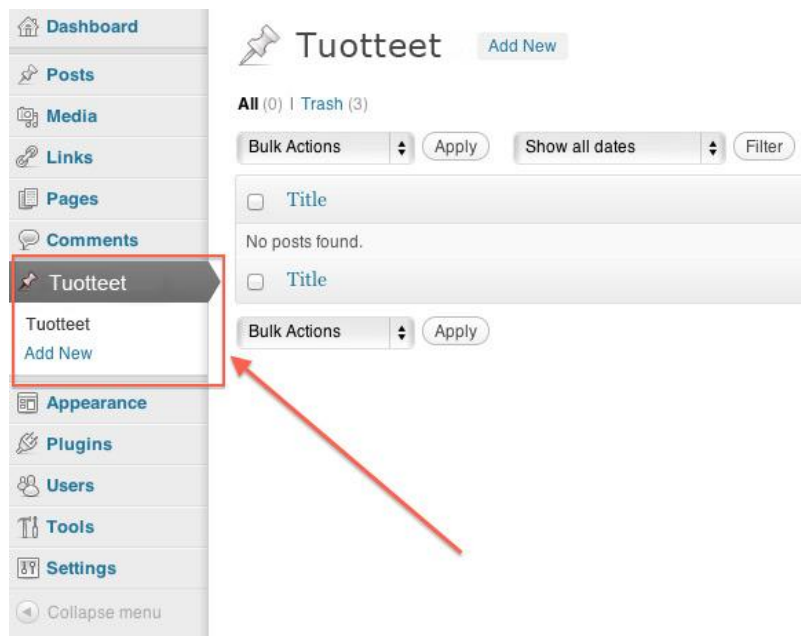 Dashboard
Posts
Media
Links
Pages
Comments
Tuotteet
Tuotteet
Add New
Appearance
Plugins
Users
Tools
Settings
Collapse menu
Tuotteet Add New
All (0) | Trash (3)
Bulk Actions Apply Show all dates Filter
Title
No posts found.
Title
Bulk Actions Apply